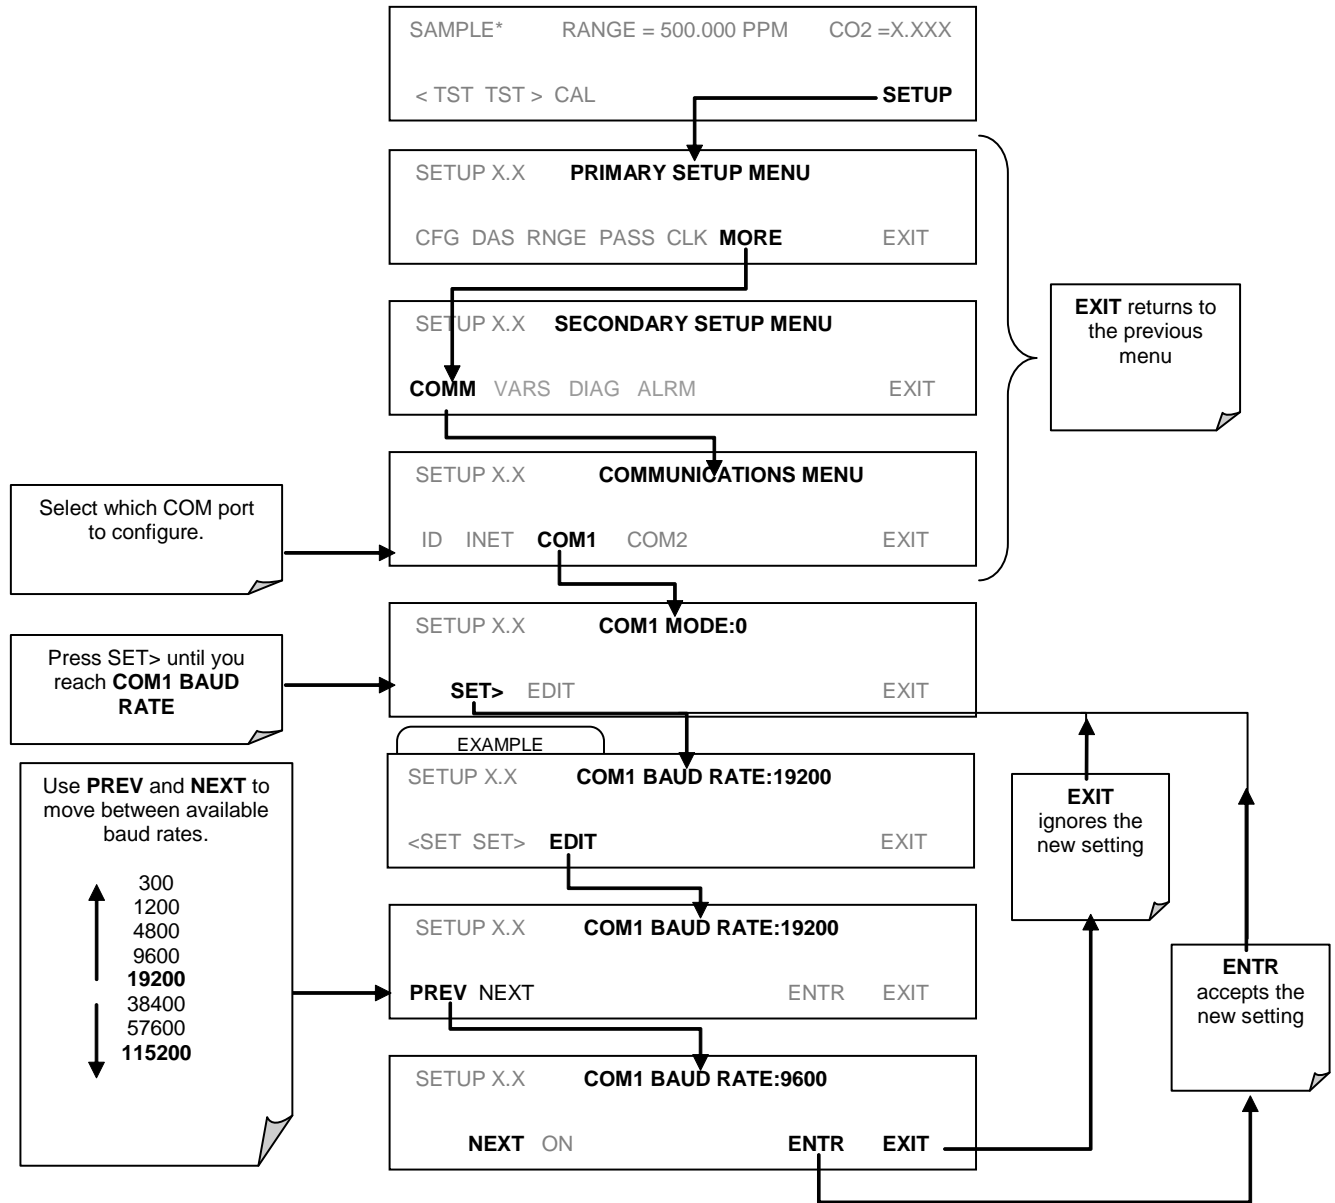 SAMPLE* RANGE = 500.000 PPM CO2 =X.XXX
< TST TST > CAL SETUP
SETUP X.X PRIMARY SETUP MENU
CFG DAS RNGE PASS CLK MORE EXIT
SETUP X.X SECONDARY SETUP MENU
COMM VARS DIAG ALRM EXIT
EXIT returns to
the previous
menu
SETUP X.X COMMUNICATIONS MENU
ID INET COM1 COM2 EXIT
Select which COM port
to configure.
SETUP X.X COM1 MODE:0
SET> EDIT EXIT
Press SET> until you
reach COM1 BAUD
RATE
EXAMPLE
SETUP X.X COM1 BAUD RATE:19200
<SET SET> EDIT EXIT
Use PREV and NEXT to
move between available
baud rates.
300
1200
4800
9600
19200
38400
57600
115200
EXIT
ignores the
new setting
SETUP X.X COM1 BAUD RATE:19200
PREV NEXT ENTR EXIT
ENTR
accepts the
new setting
SETUP X.X COM1 BAUD RATE:9600
NEXT ON ENTR EXIT